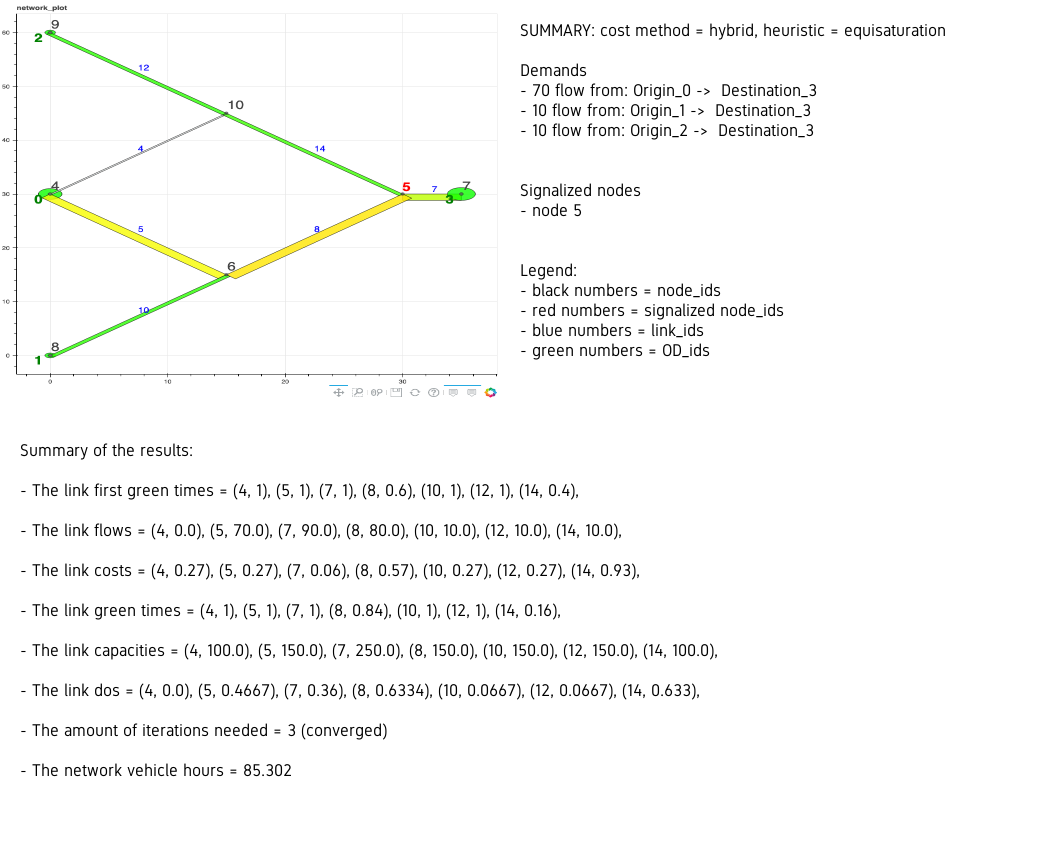 network_plot
SUMMARY: cost method = hybrid, heuristic = equisaturation
Demands
- 70 flow from: Origin_0 -> Destination_3
- 10 flow from: Origin_1 -> Destination_3
- 10 flow from: Origin_2 -> Destination_3
Signalized nodes
- node 5
Legend:
- black numbers = node_ids
- red numbers = signalized node_ids
- blue numbers = link_ids
- green numbers = OD_ids
60
50
40
30
20
10
0
9
2
12
10
4
14
4
0
5
7
7
3
5
8
6
10
8
1
0
10
20
30
Summary of the results:
- The link first green times = (4, 1), (5, 1), (7, 1), (8, 0.6), (10, 1), (12, 1), (14, 0.4),
- The link flows = (4, 0.0), (5, 70.0), (7, 90.0), (8, 80.0), (10, 10.0), (12, 10.0), (14, 10.0),
- The link costs = (4, 0.27), (5, 0.27), (7, 0.06), (8, 0.57), (10, 0.27), (12, 0.27), (14, 0.93),
- The link green times = (4, 1), (5, 1), (7, 1), (8, 0.84), (10, 1), (12, 1), (14, 0.16),
- The link capacities = (4, 100.0), (5, 150.0), (7, 250.0), (8, 150.0), (10, 150.0), (12, 150.0), (14, 100.0),
- The link dos = (4, 0.0), (5, 0.4667), (7, 0.36), (8, 0.6334), (10, 0.0667), (12, 0.0667), (14, 0.633),
- The amount of iterations needed = 3 (converged)
- The network vehicle hours = 85.302